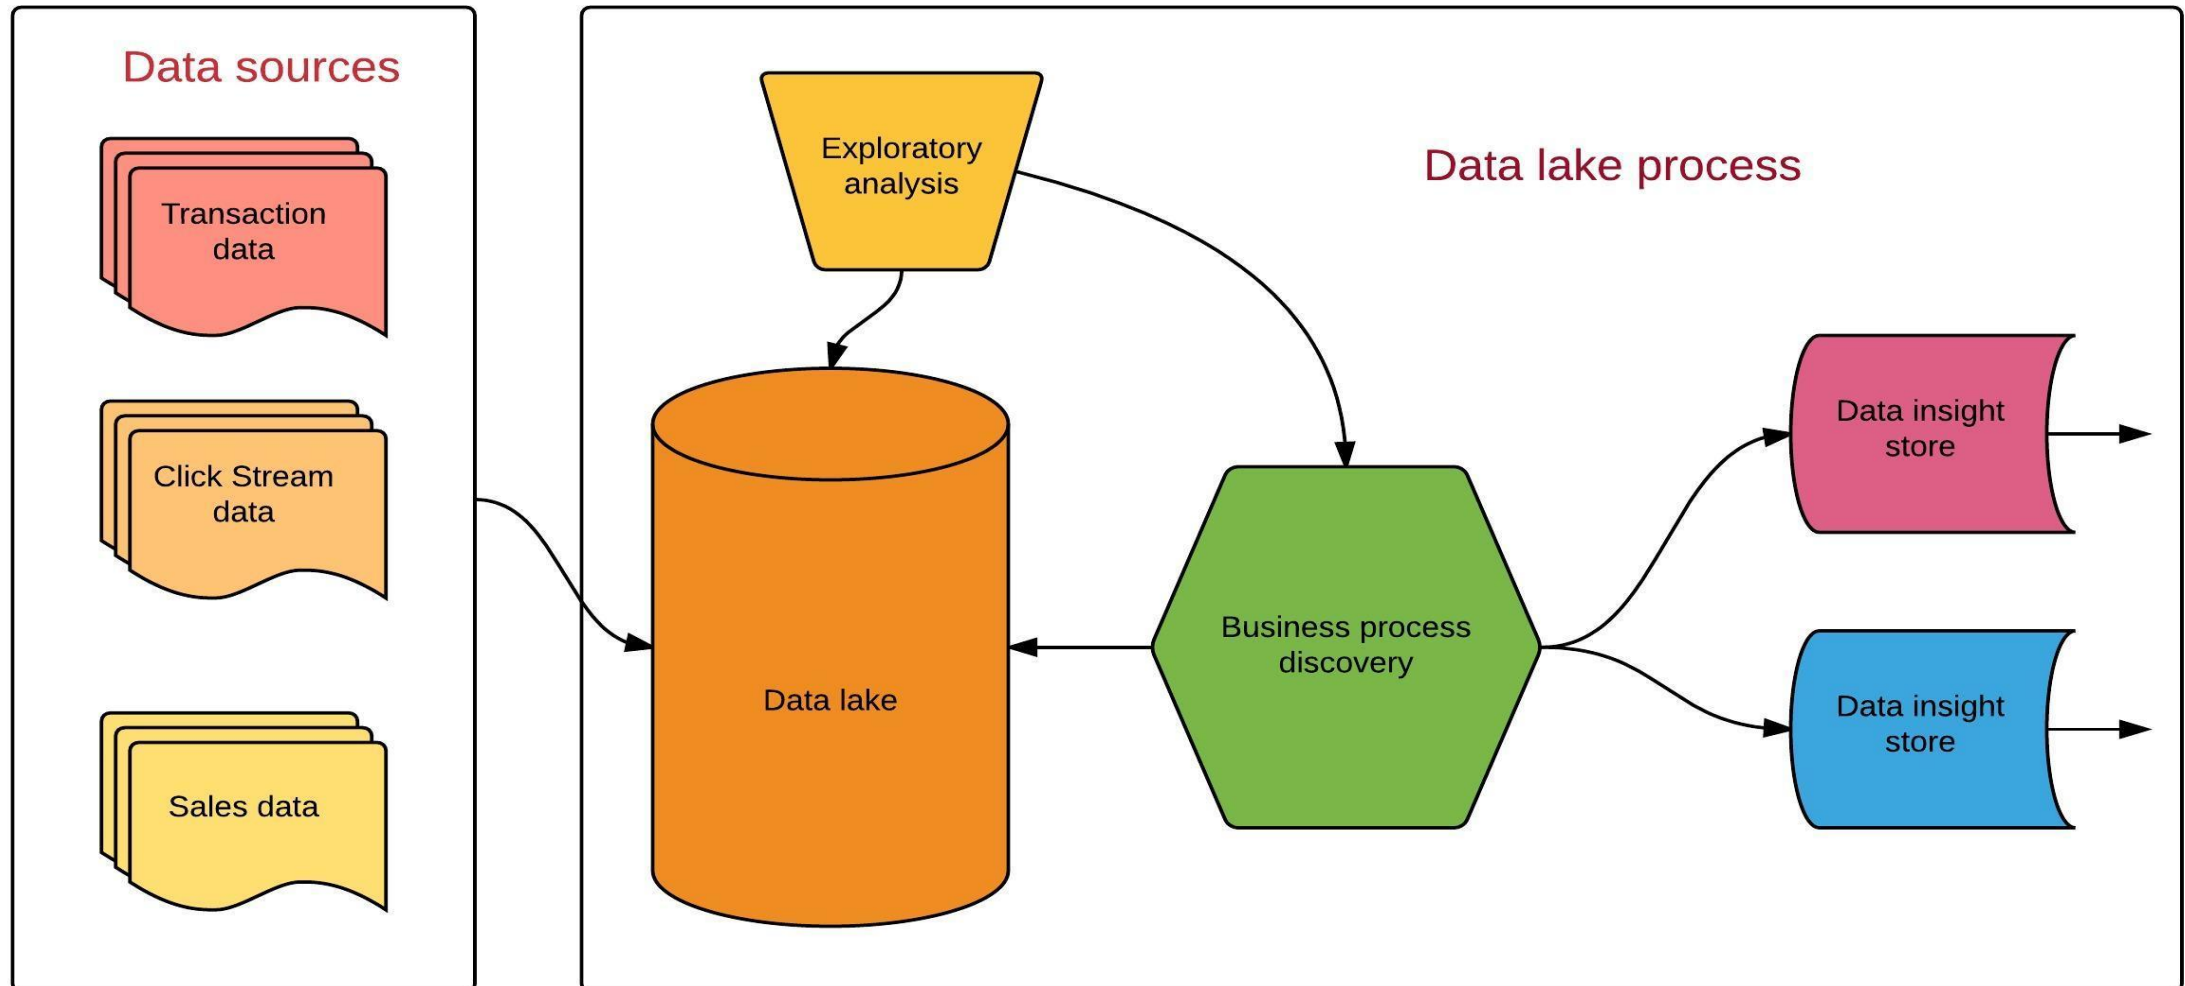 Data sources
Transaction
data
Click Stream
data
Sales data
Data lake process
Exploratory
analysis
Data lake
Business process
discovery
Data insight
store
Data insight
store